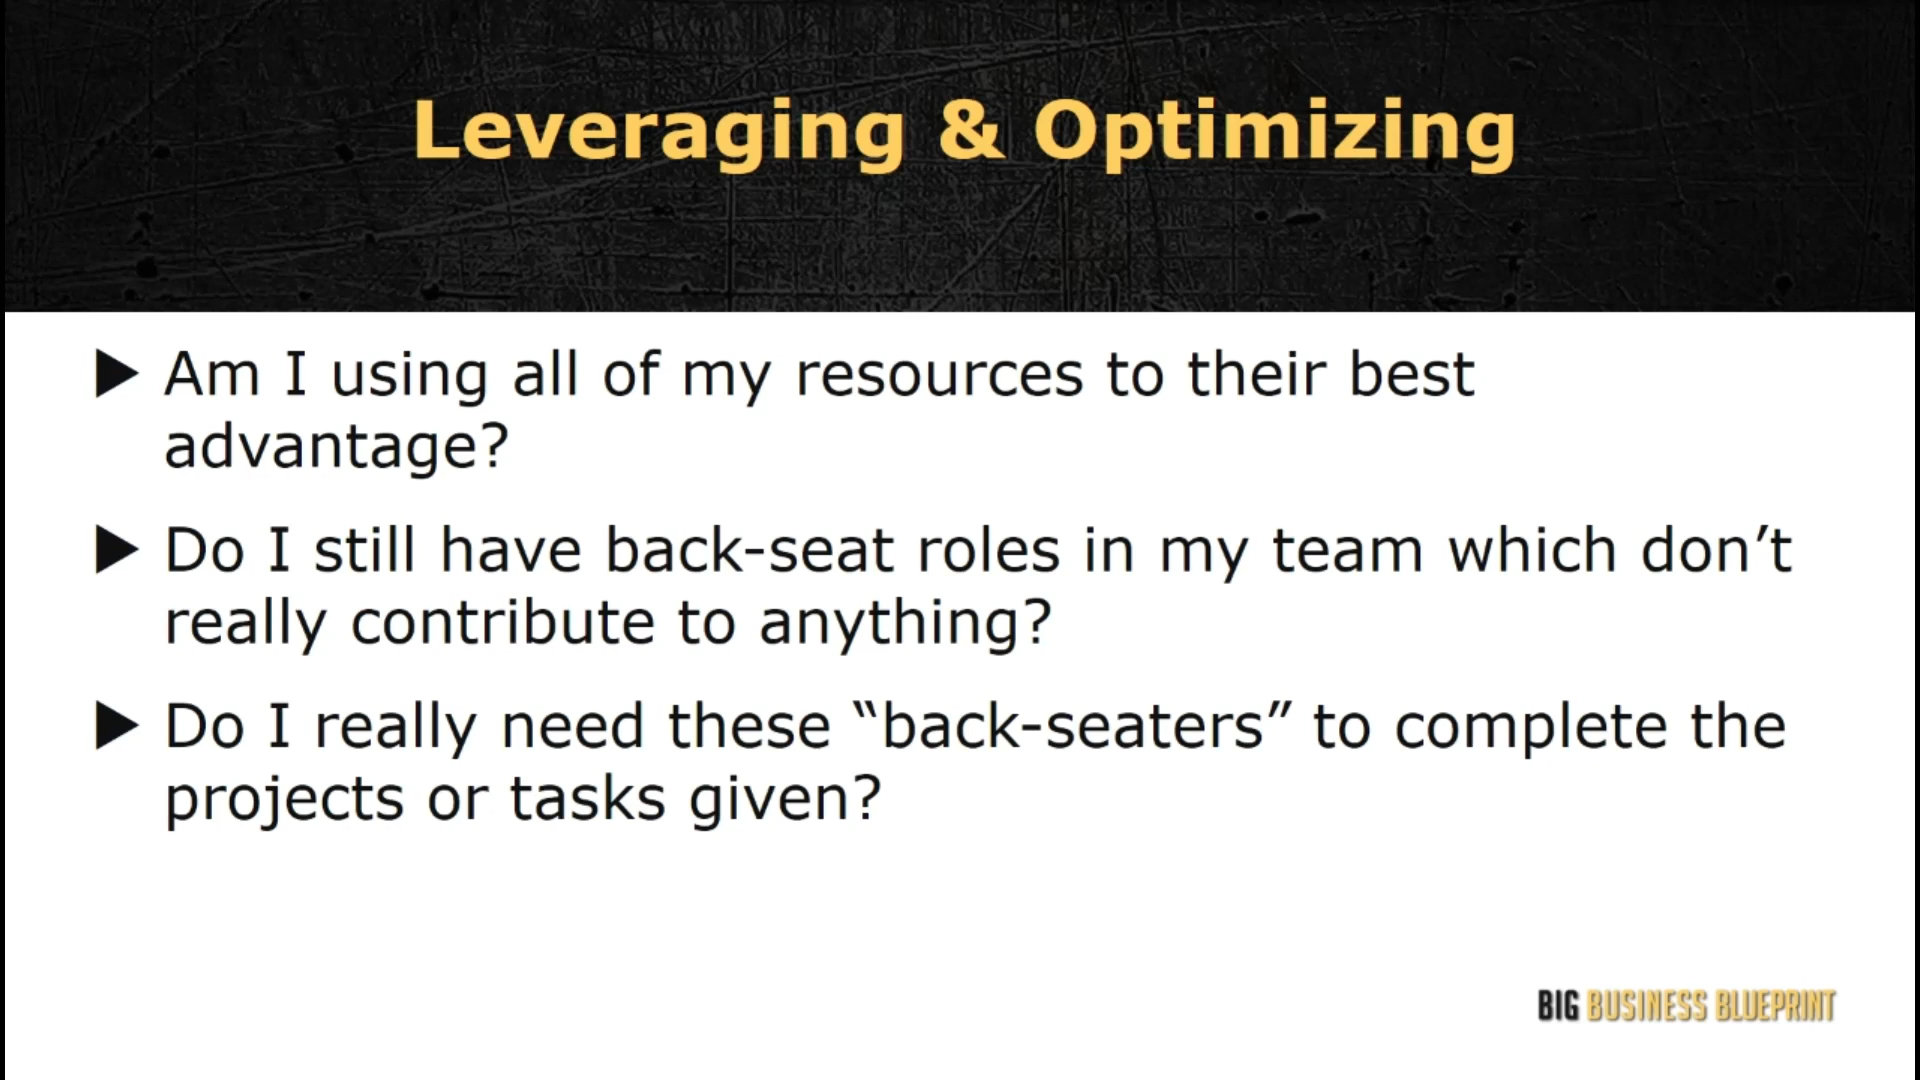 Leveraging & Optimizing
▶ Am I using all of my resources to their best
advantage?
▶ Do I still have back-seat roles in my team which don’t
really contribute to anything?
▶ Do I really need these “back-seaters” to complete the
projects or tasks given?
BIG BUSINESS BLUEPRINT